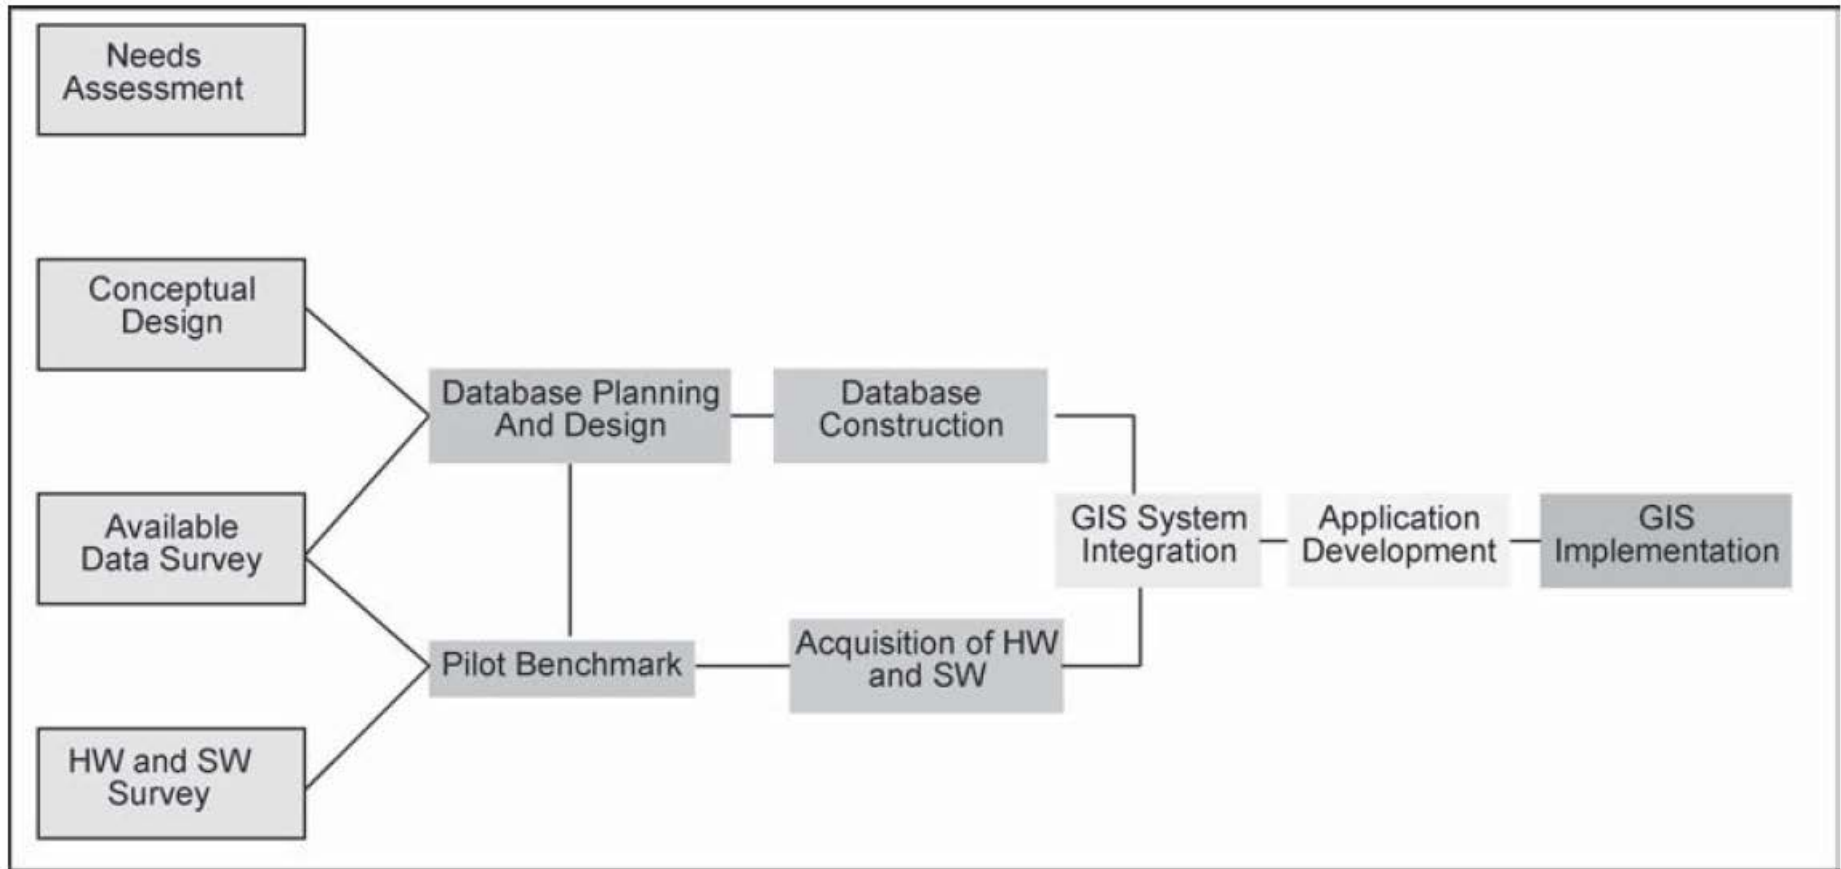 Needs
Assessment
Conceptual
Design
Available
Data Survey
HW and SW
Survey
Database Planning
And Design
Pilot Benchmark
Database
Construction
Acquisition of HW
and SW
GIS System
Integration
Application
Development
GIS
Implementation